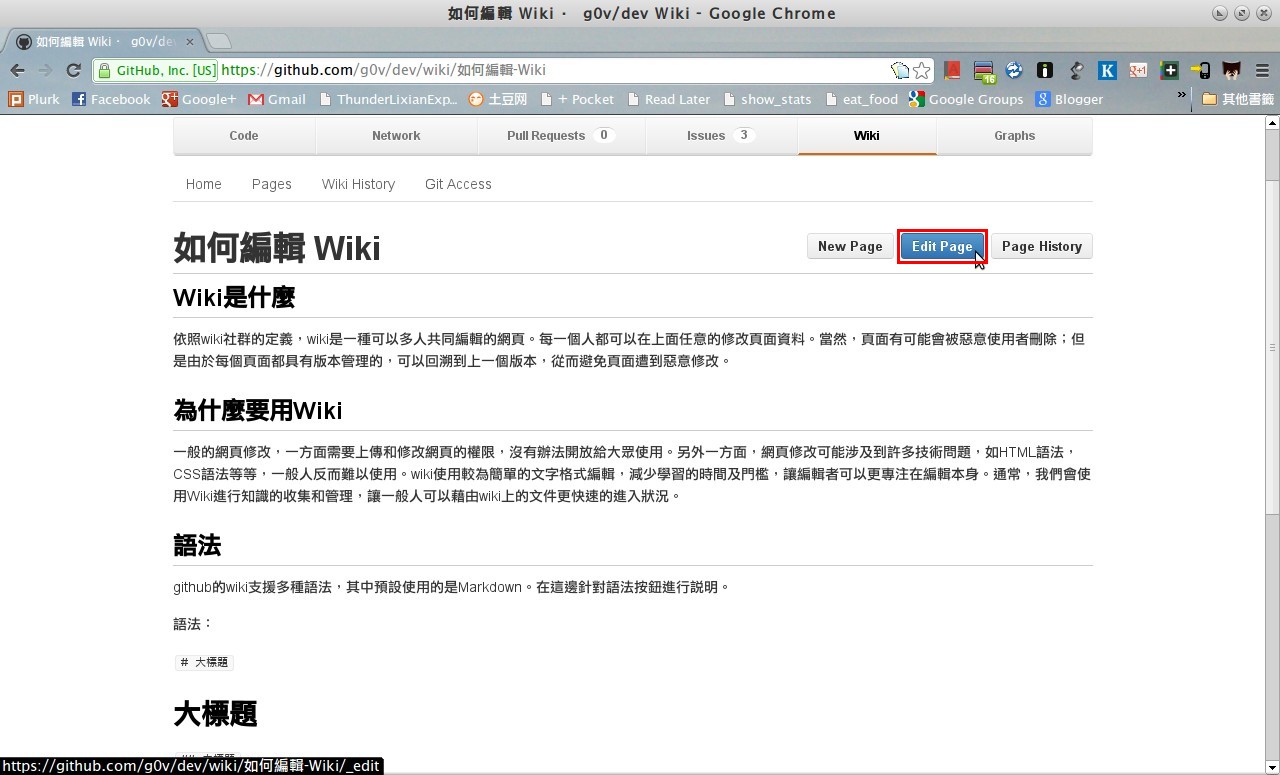 如何編輯 Wiki · g0v/dev Wiki - Google Chrome
如何編輯 Wiki · g0v/de
GitHub, Inc. [US] https://github.com/g0v/dev/wiki/如何編輯-Wiki
Plurk Facebook Google+ Gmail ThunderLixianExp... 土豆网 + Pocket Read Later show_stats eat_food Google Groups Blogger » 其他書籤
Code Network Pull Requests 0 Issues 3 Wiki Graphs
Home Pages Wiki History Git Access
如何編輯 Wiki New Page Edit Page Page History
Wiki是什麼
依照wiki社群的定義，wiki是一種可以多人共同編輯的網頁。每一個人都可以在上面任意的修改頁面資料。當然，頁面有可能會被惡意使用者刪除；但
是由於每個頁面都具有版本管理的，可以回溯到上一個版本，從而避免頁面遭到惡意修改。
為什麼要用Wiki
一般的網頁修改，一方面需要上傳和修改網頁的權限，沒有辦法開放給大眾使用。另外一方面，網頁修改可能涉及到許多技術問題，如HTML語法，
CSS語法等等，一般人反而難以使用。wiki使用較為簡單的文字格式編輯，減少學習的時間及門檻，讓編輯者可以更專注在編輯本身。通常，我們會使
用Wiki進行知識的收集和管理，讓一般人可以藉由wiki上的文件更快速的進入狀況。
語法
github的wiki支援多種語法，其中預設使用的是Markdown。在這邊針對語法按鈕進行説明。
語法：
# 大標題
大標題
https://github.com/g0v/dev/wiki/如何編輯-Wiki/_edit